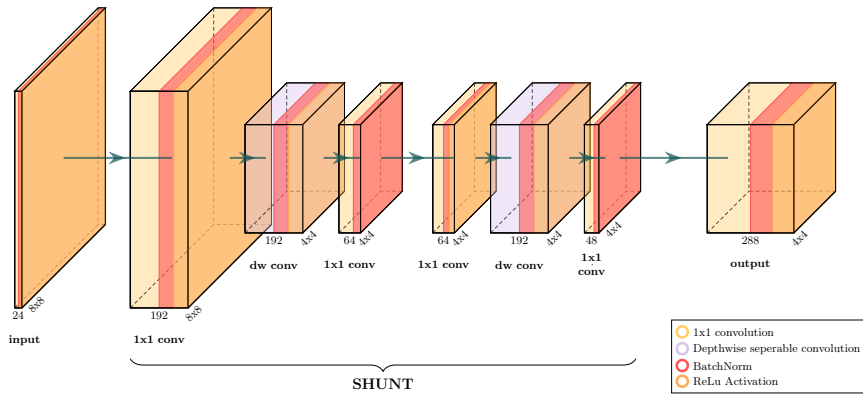 24
8x8
input
192
8x8
1x1 conv
192
4x4
dw conv
64
4x4
1x1 conv
64
4x4
1x1 conv
192
4x4
dw conv
48
4x4
1x1
conv
288
4x4
output
SHUNT
1x1 convolution
Depthwise seperable convolution
BatchNorm
ReLu Activation